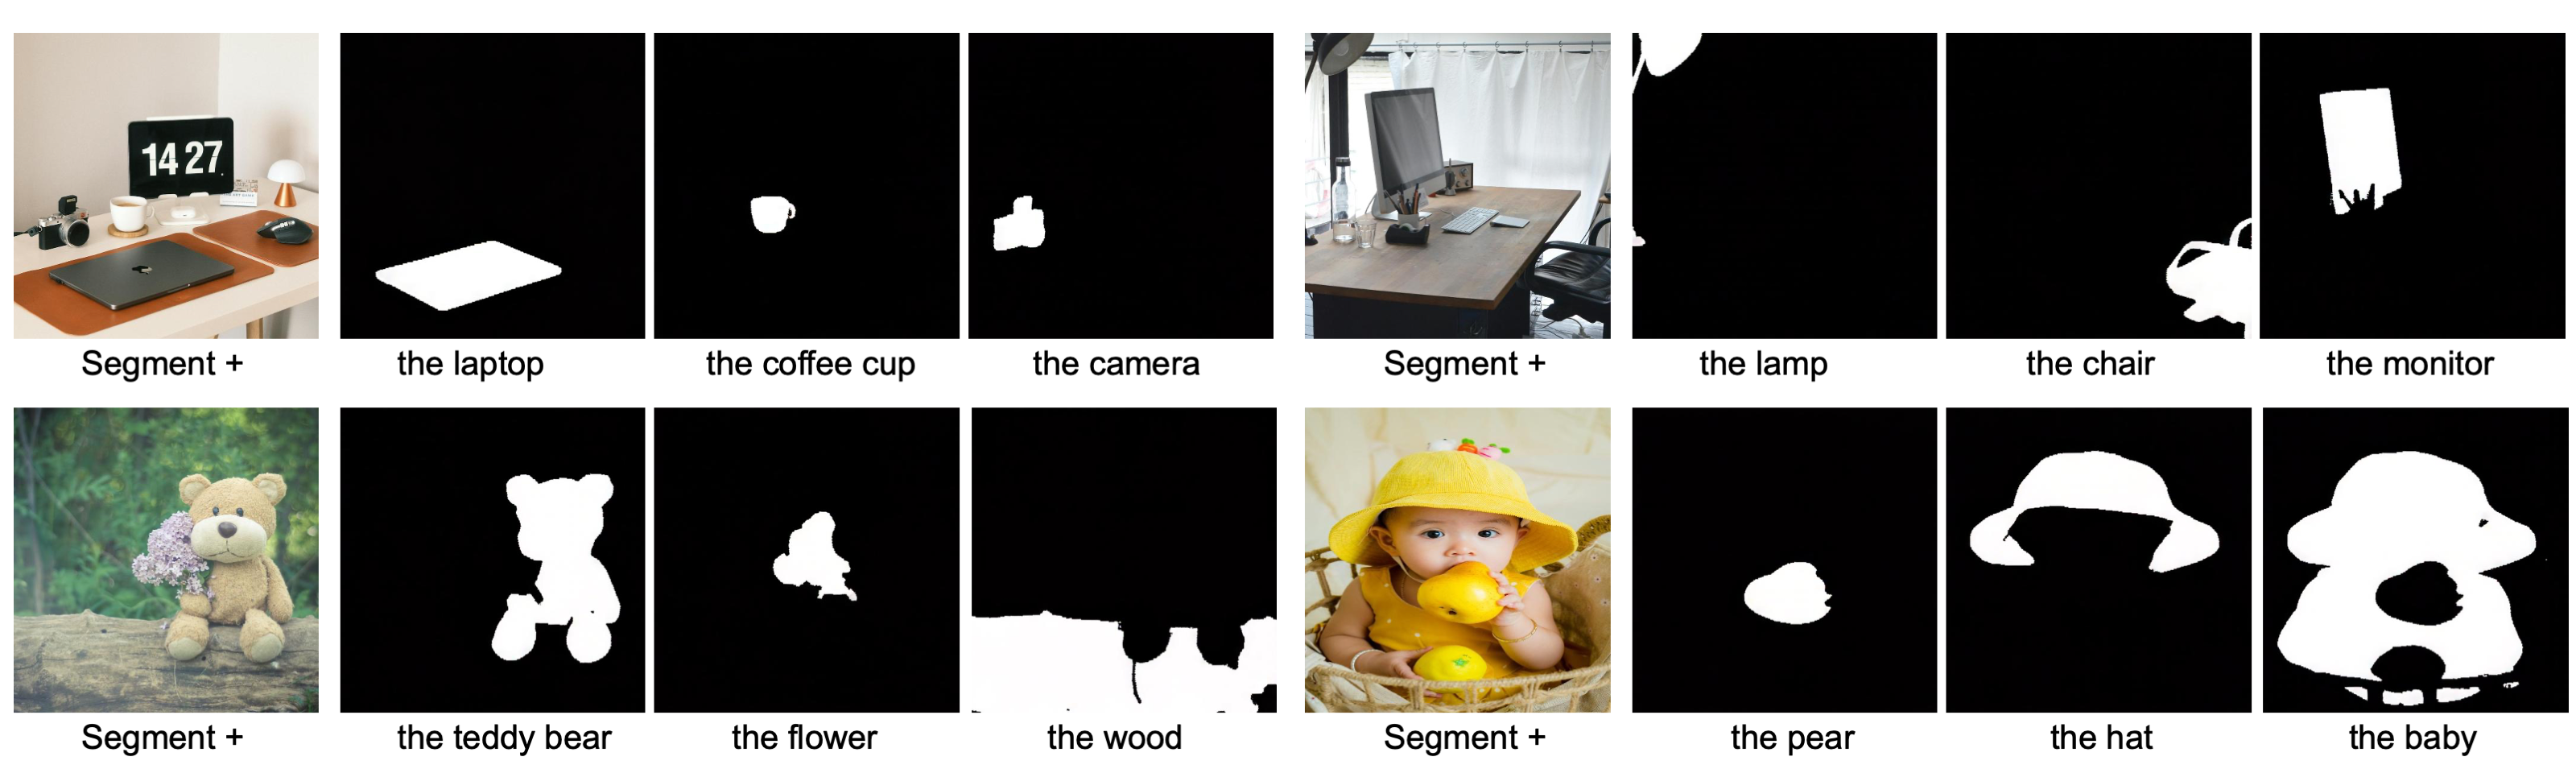 14 27
Segment +
the laptop
the coffee cup
the camera
Segment +
the lamp
the chair
the monitor
Segment +
the teddy bear
the flower
the wood
Segment +
the pear
the hat
the baby